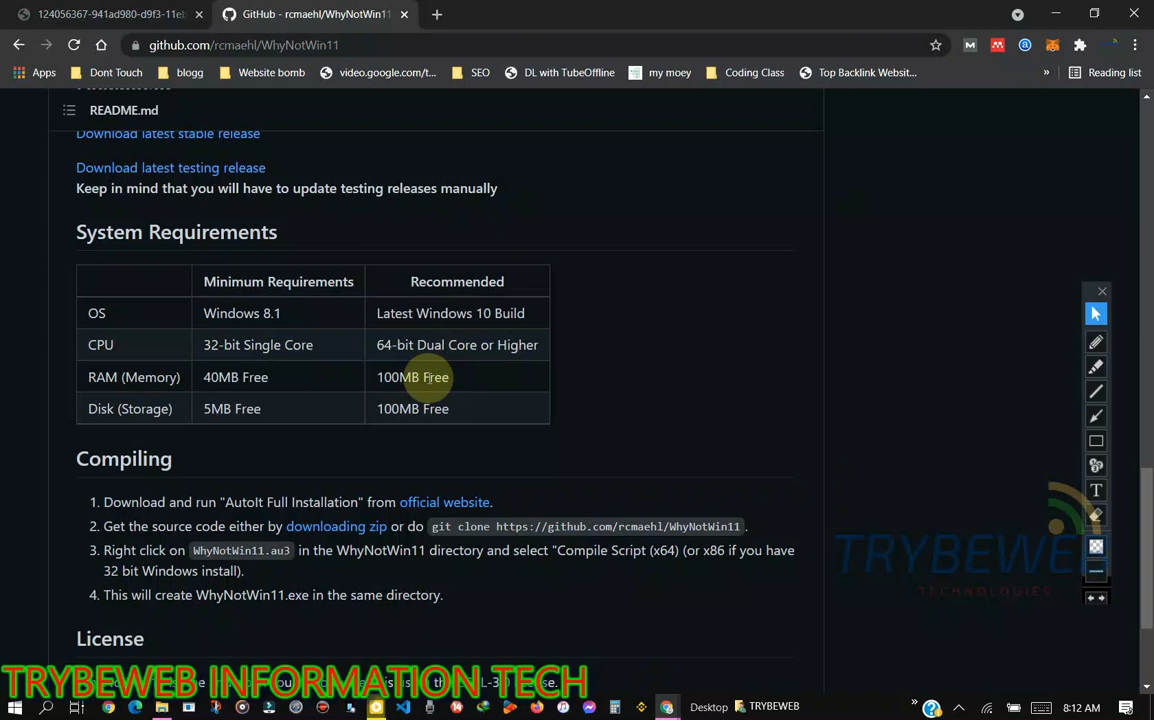 124056367-941ad980-d9f3-11eb
GitHub - rcmaehl/WhyNotWin11
github.com/rcmaehl/WhyNotWin11
Apps
Dont Touch
blogg
Website bomb
video.google.com/t...
SEO
DL with TubeOffline
my moey
Coding Class
Top Backlink Websit...
»
Reading list
README.md
Download latest stable release
Download latest testing release
Keep in mind that you will have to update testing releases manually
System Requirements
Minimum Requirements Recommended
OS Windows 8.1 Latest Windows 10 Build
CPU 32-bit Single Core 64-bit Dual Core or Higher
RAM (Memory) 40MB Free 100MB Free
Disk (Storage) 5MB Free 100MB Free
Compiling
1. Download and run "AutoIt Full Installation" from official website.
2. Get the source code either by downloading zip or do git clone https://github.com/rcmaehl/WhyNotWin11.
3. Right click on WhyNotWin11.au3 in the WhyNotWin11 directory and select "Compile Script (x64) (or x86 if you have
32 bit Windows install).
4. This will create WhyNotWin11.exe in the same directory.
TRYBEWEB
TECHNOLOGIES
License
TRYBEWEB INFORMATION TECH
Desktop
TRYBEWEB
8:12 AM